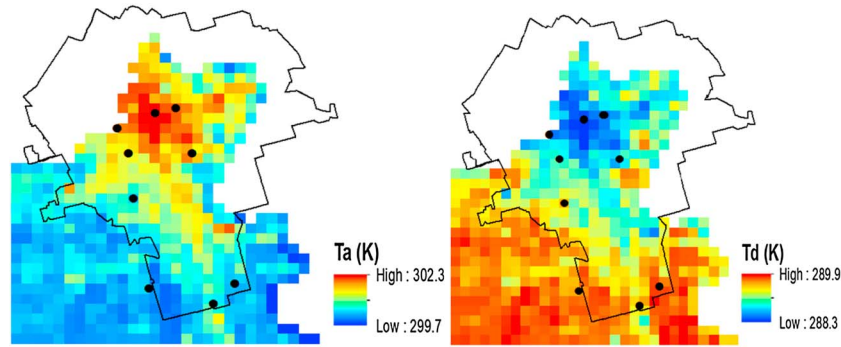 Ta (K)
High : 302.3
Low : 299.7
Td (K)
High : 289.9
Low : 288.3